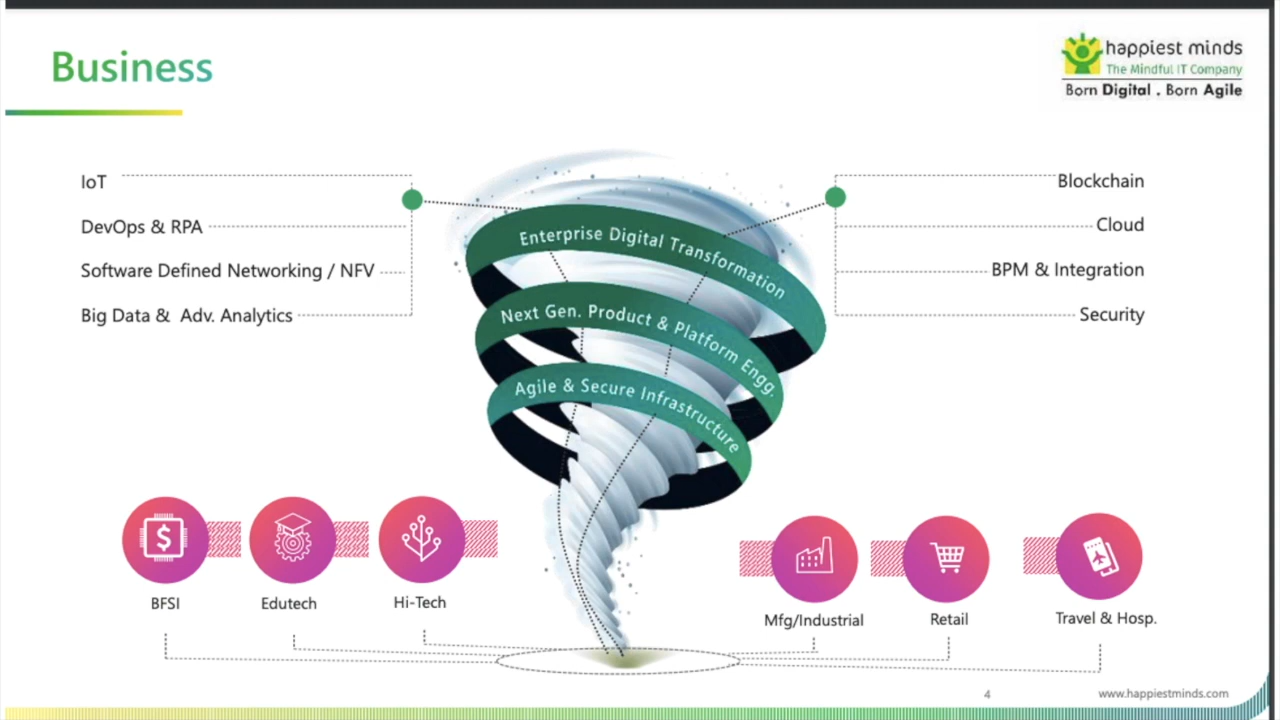 Business
happiest minds
The Mindful IT Company
Born Digital . Born Agile
IoT
DevOps & RPA
Software Defined Networking / NFV
Big Data & Adv. Analytics
Blockchain
Cloud
BPM & Integration
Security
Enterprise Digital Transformation
Next Gen. Product & Platform Engg.
Agile & Secure Infrastructure
$
BFSI
Edutech
Hi-Tech
Mfg/Industrial
Retail
Travel & Hosp.
4
www.happiestminds.com